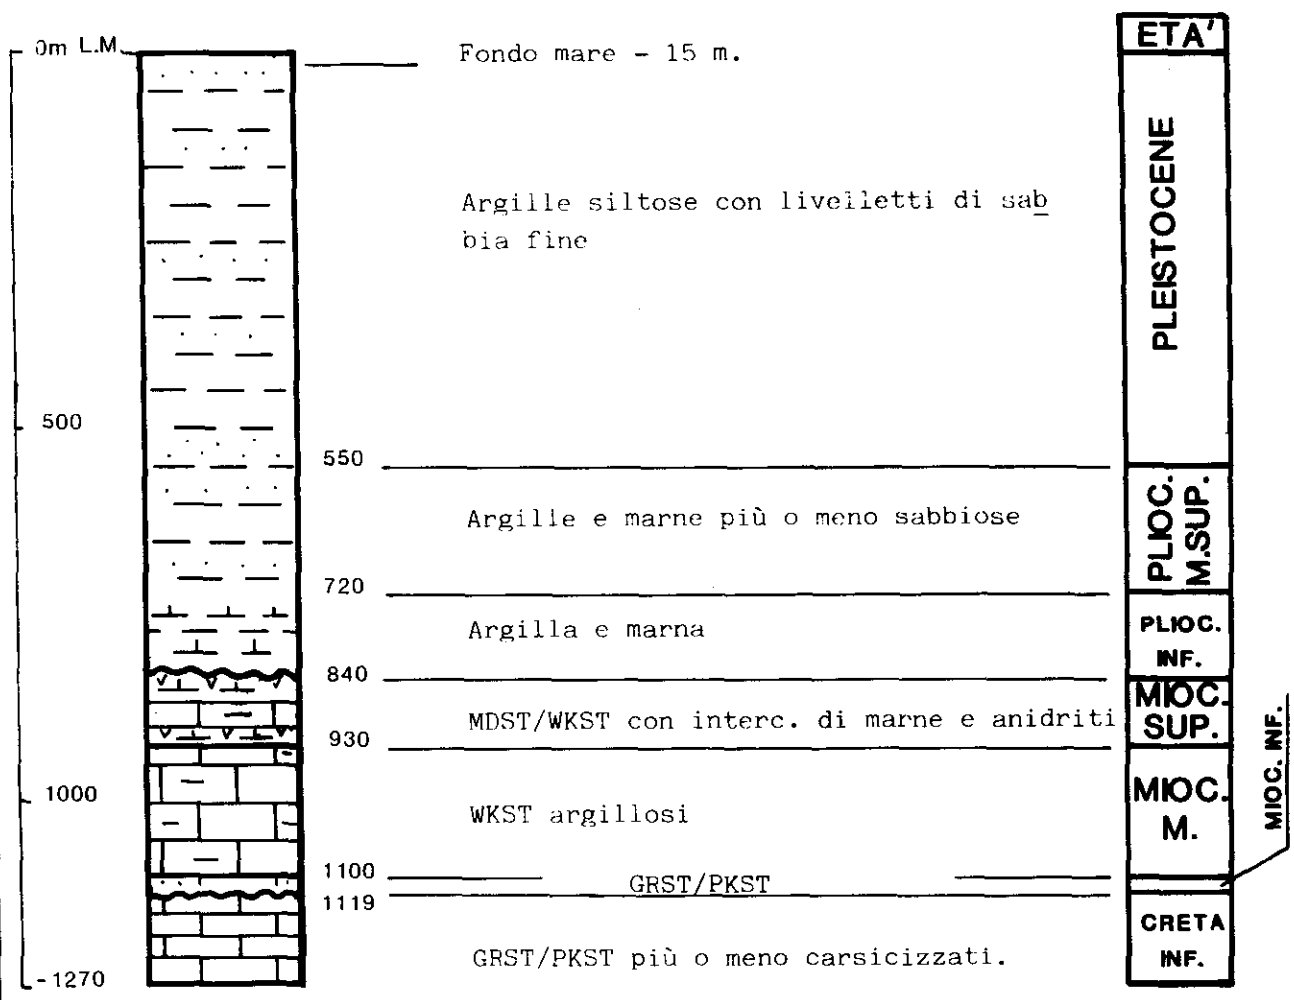 ETA'
0m L.M.
Fondo mare - 15 m.
PLEISTOCENE
Argille siltose con livelletti di sab
bia fine
500
550
Argille e marne più o meno sabbiose
PLIOC.
M.SUP.
720
Argilla e marna
PLIOC.
INF.
840
MDST/WKST con interc. di marne e anidriti
MIOC.
SUP.
930
1000
WKST argillosi
MIOC.
M.
MIOC. INF.
1100
GRST/PKST
1119
GRST/PKST più o meno carsicizzati.
CRETA
INF.
-1270